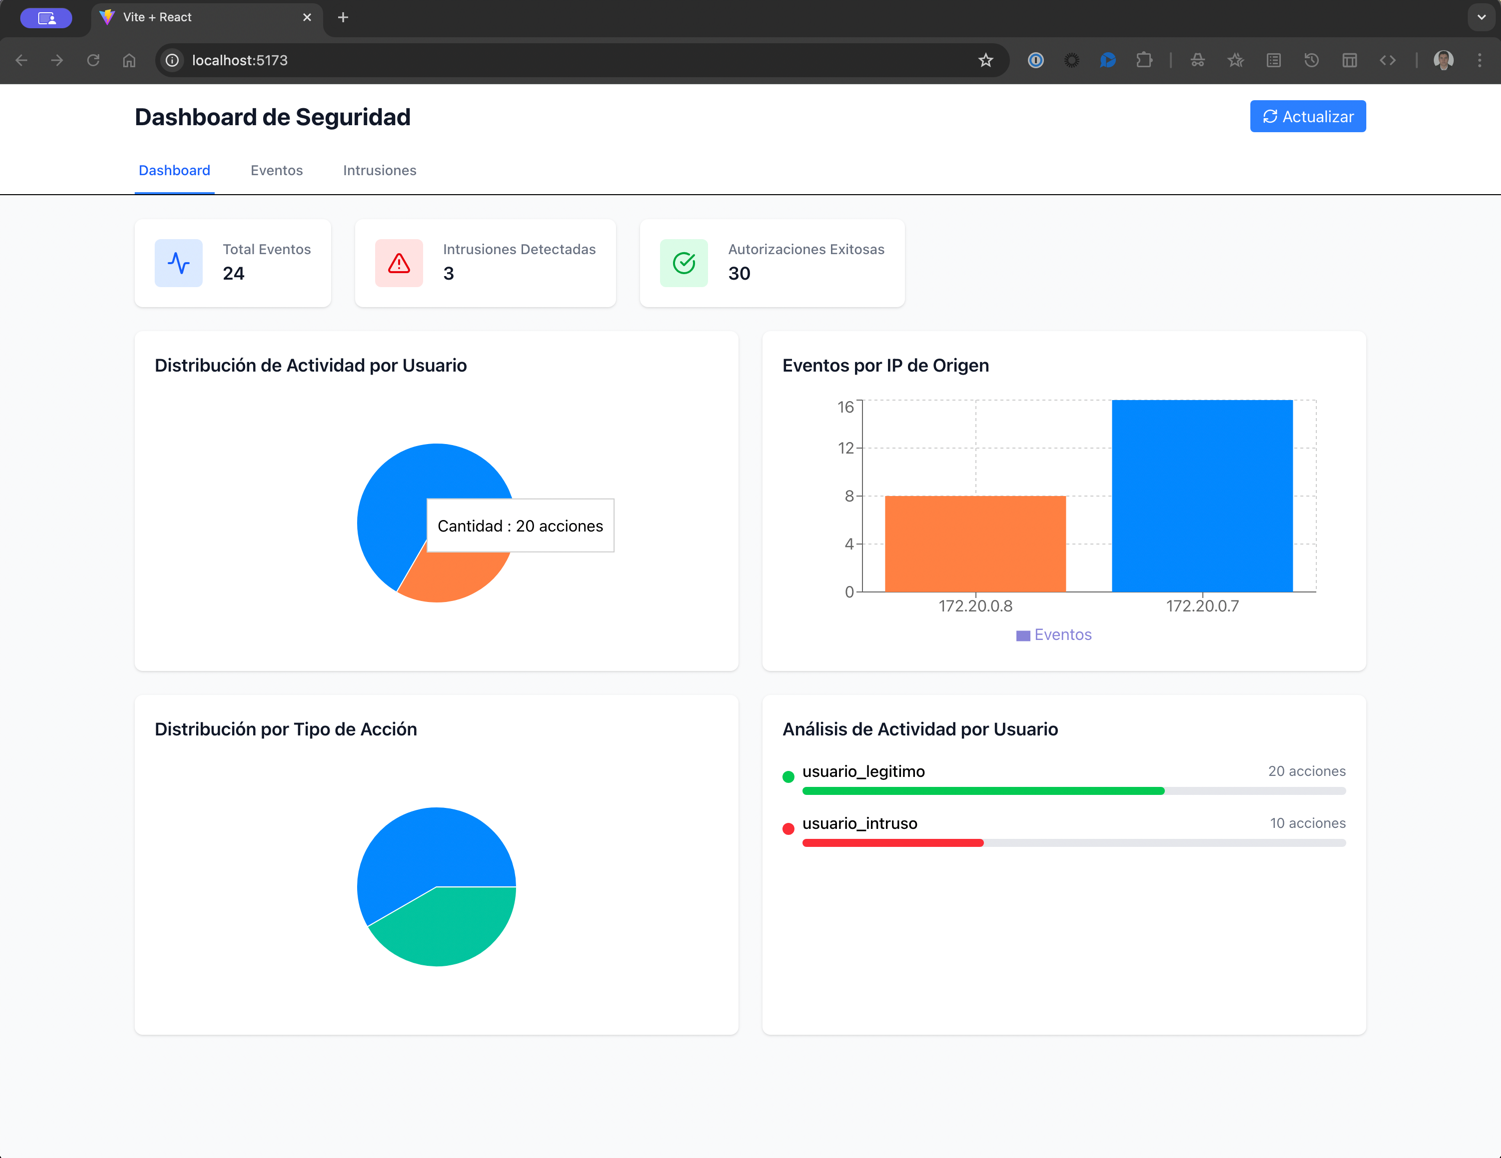 Vite + React
localhost:5173
Dashboard de Seguridad
Actualizar
Dashboard
Eventos
Intrusiones
Total Eventos
24
Intrusiones Detectadas
3
Autorizaciones Exitosas
30
Distribución de Actividad por Usuario
Cantidad : 20 acciones
Eventos por IP de Origen
16
12
8
4
0
172.20.0.8
172.20.0.7
Eventos
Distribución por Tipo de Acción
Análisis de Actividad por Usuario
usuario_legitimo
20 acciones
usuario_intruso
10 acciones